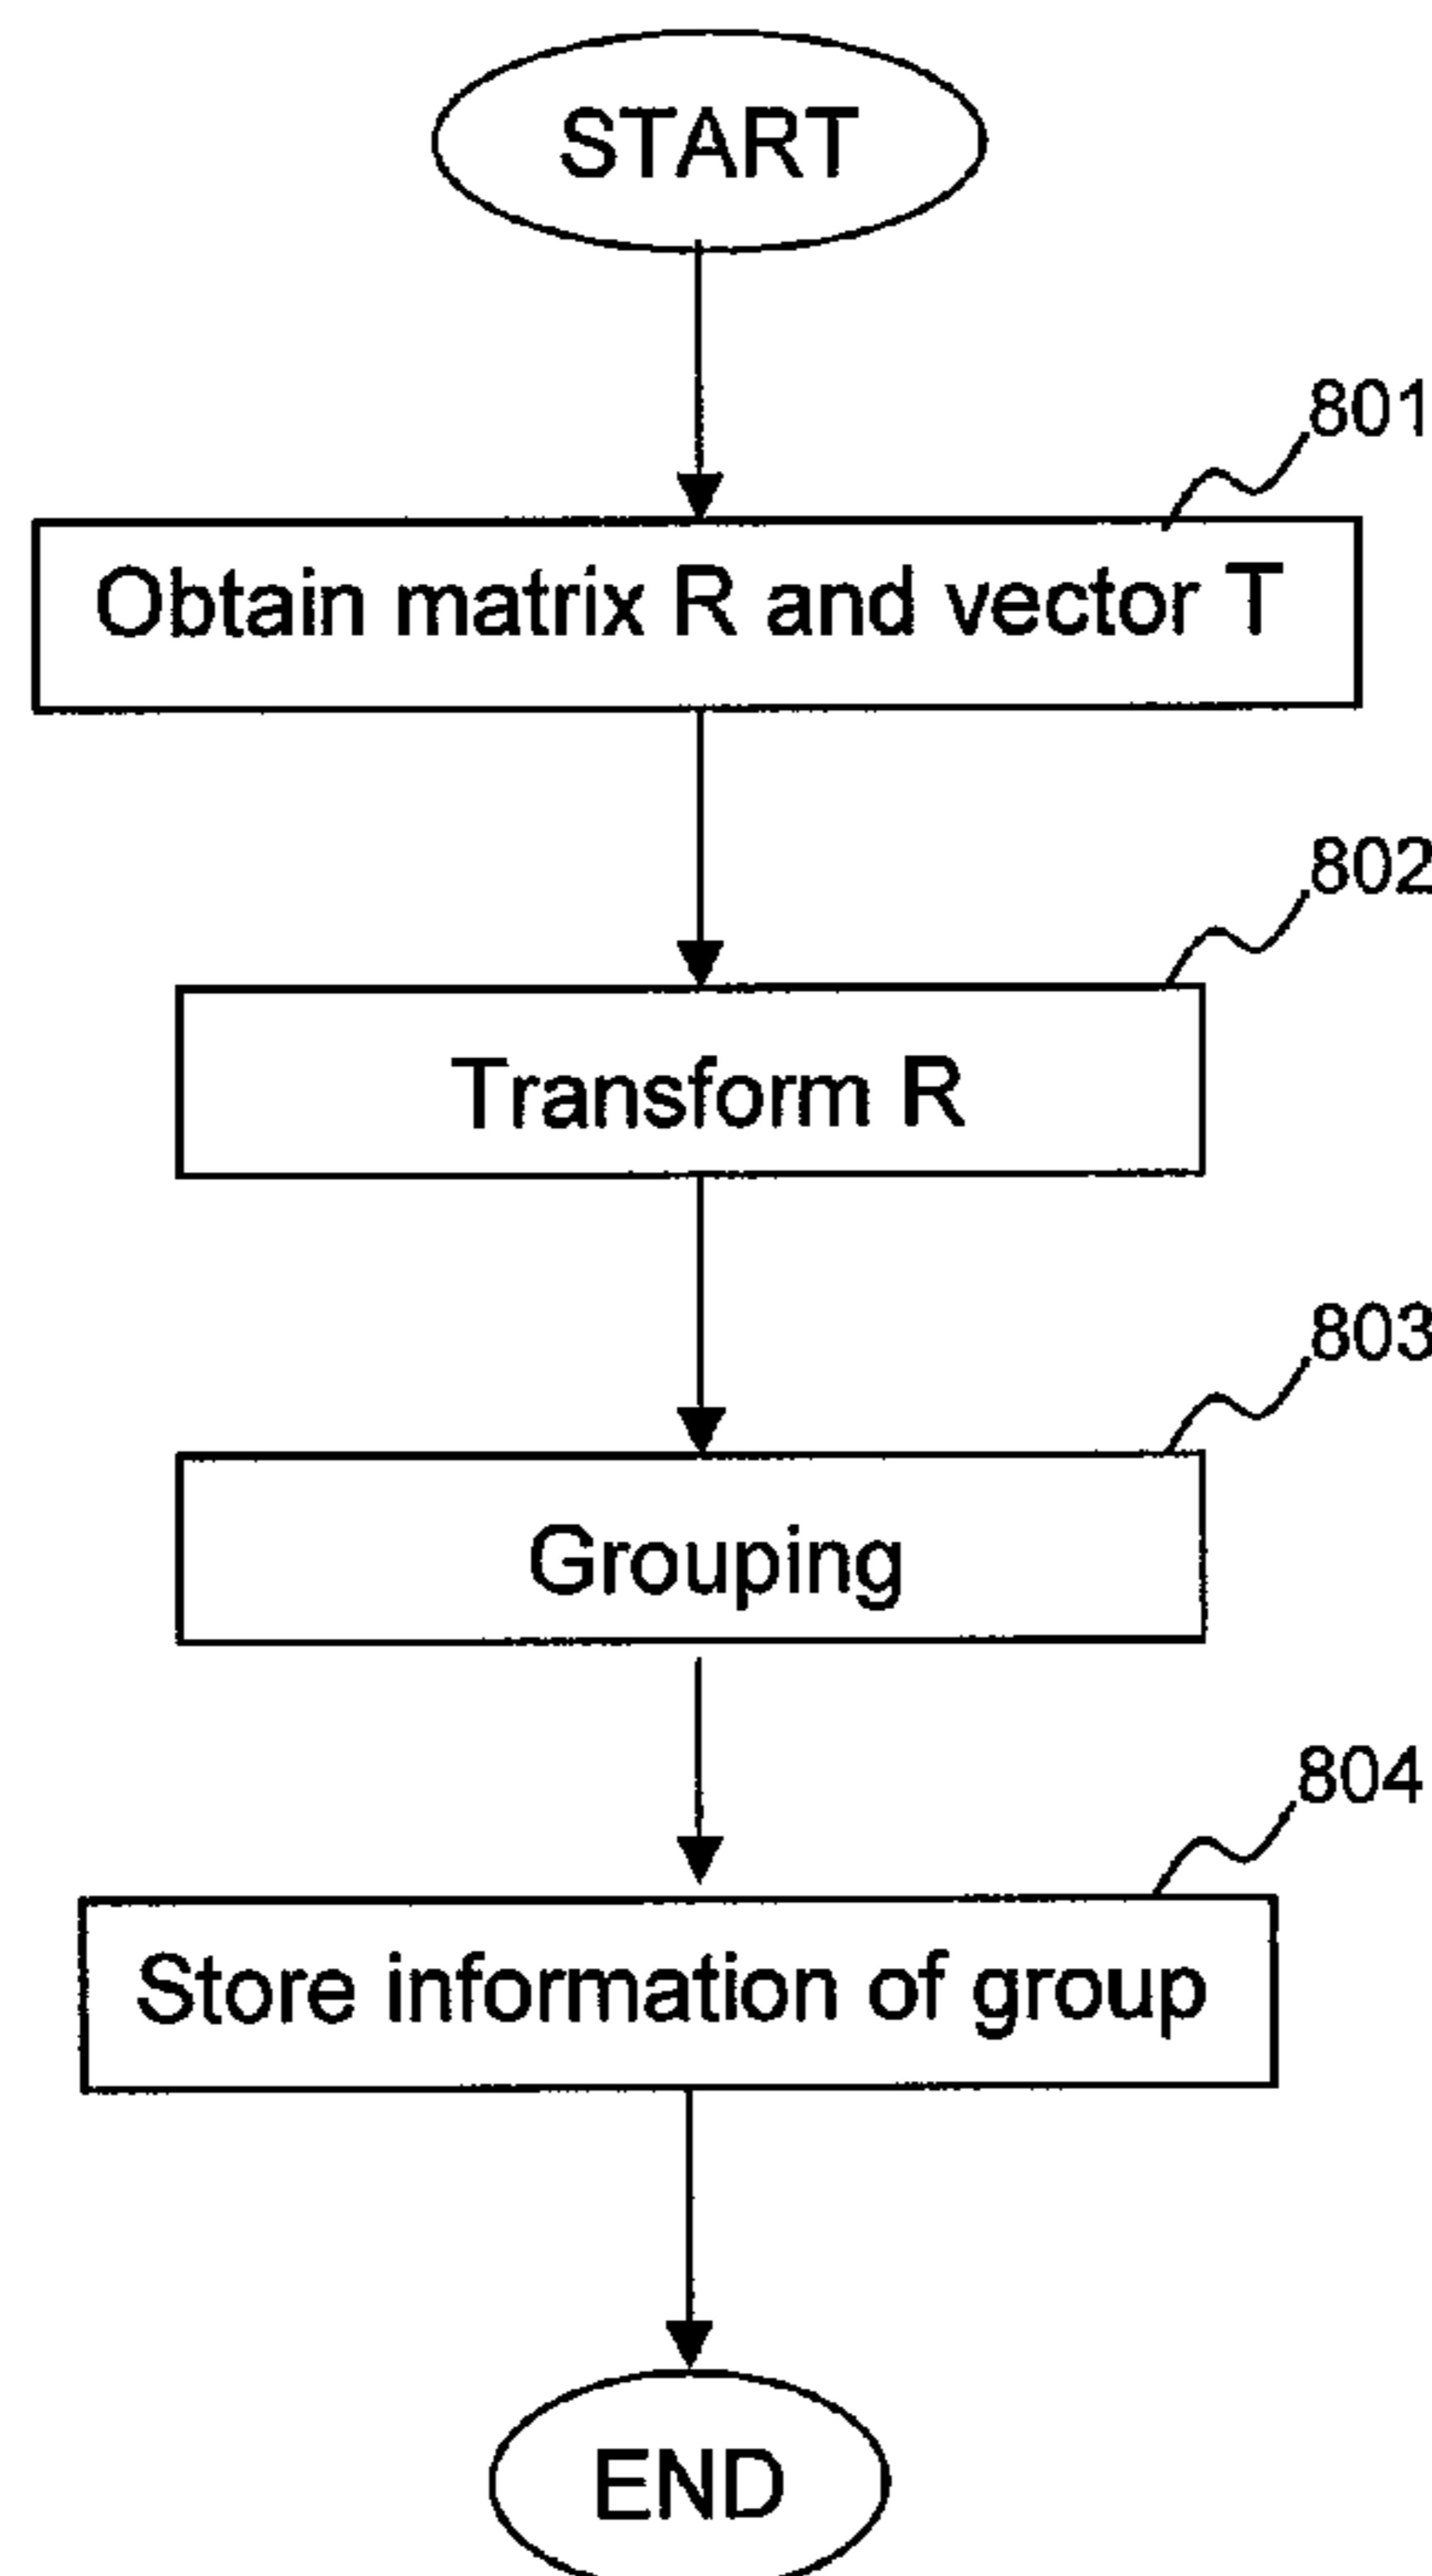 START
801
Obtain matrix R and vector T
802
Transform R
803
Grouping
804
Store information of group
END